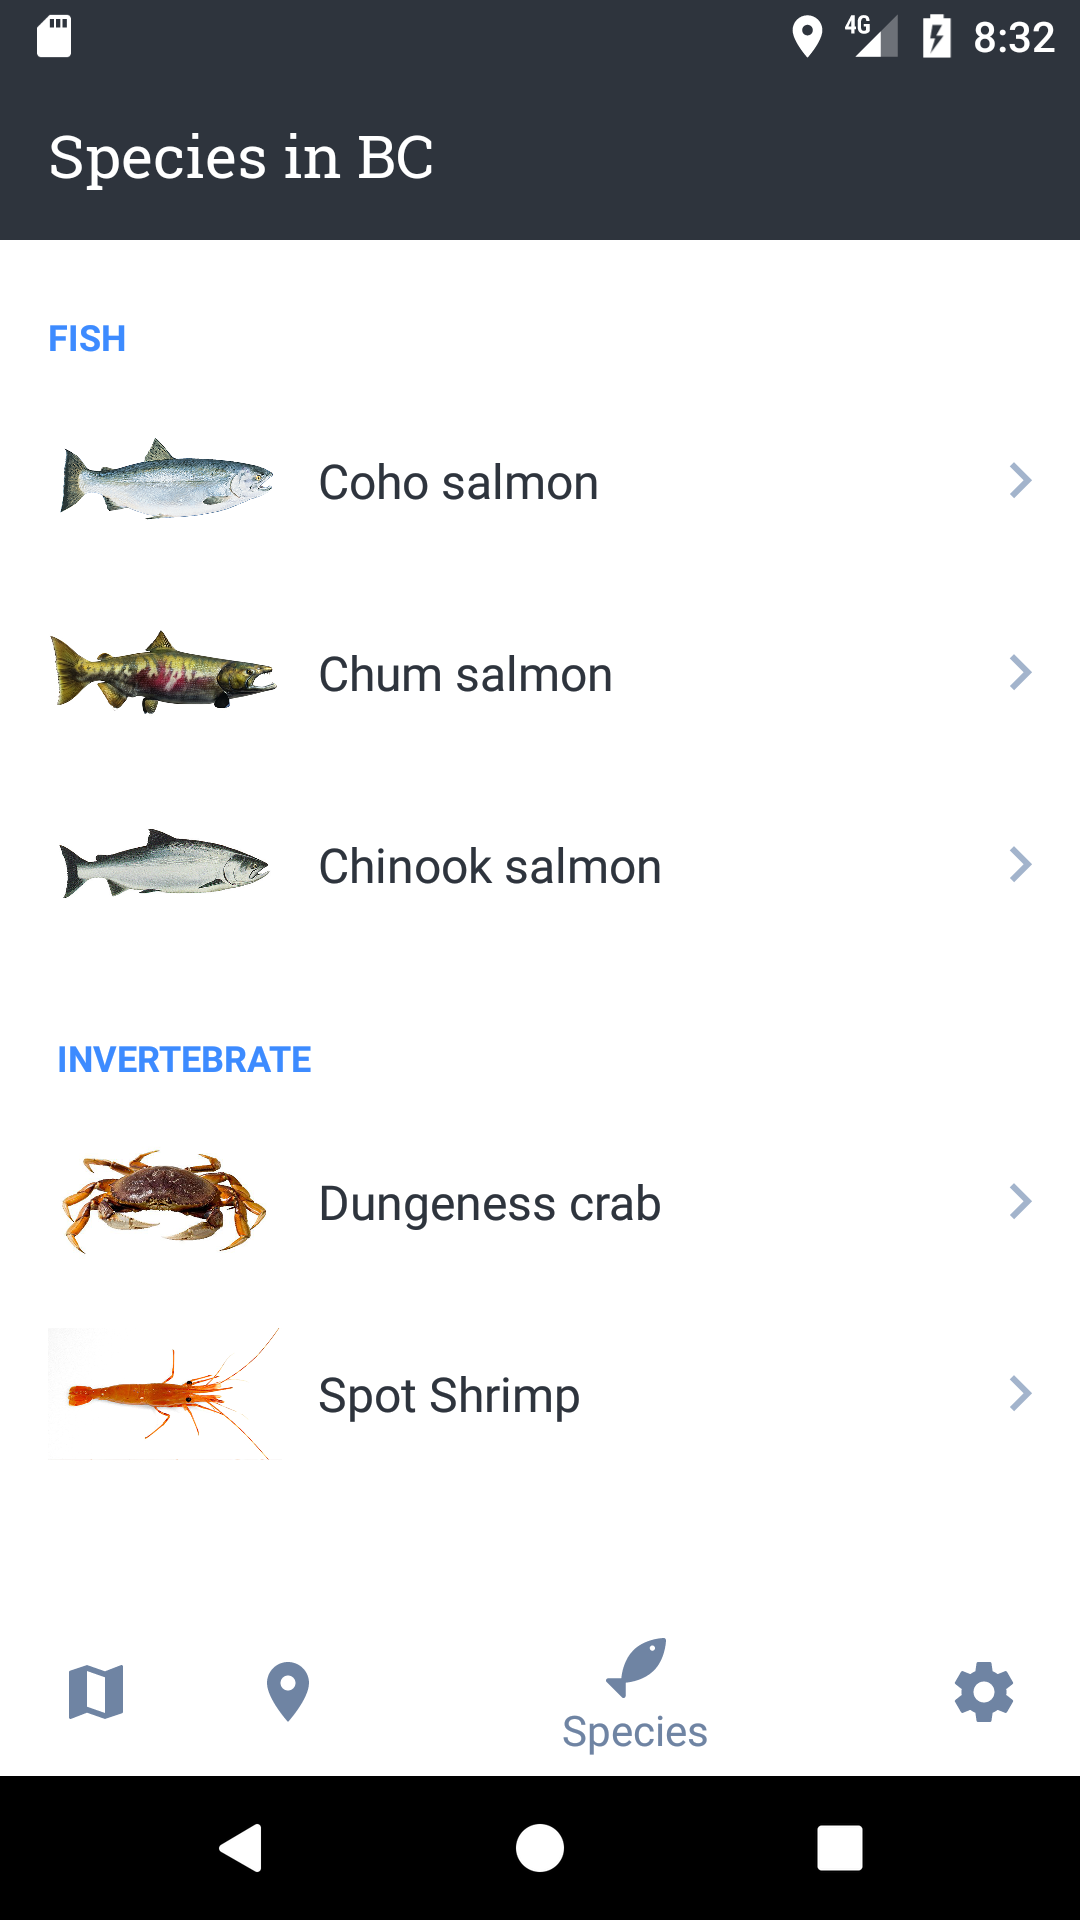 4G 8:32
Species in BC
FISH
Coho salmon
Chum salmon
Chinook salmon
INVERTEBRATE
Dungeness crab
Spot Shrimp
Species